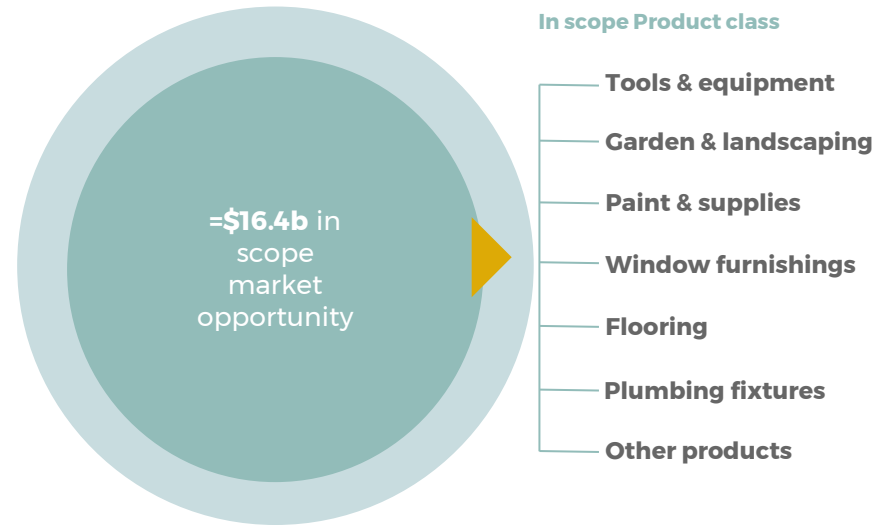 In scope Product class
=$16.4b in
scope
market
opportunity
Tools & equipment
Garden & landscaping
Paint & supplies
Window furnishings
Flooring
Plumbing fixtures
Other products